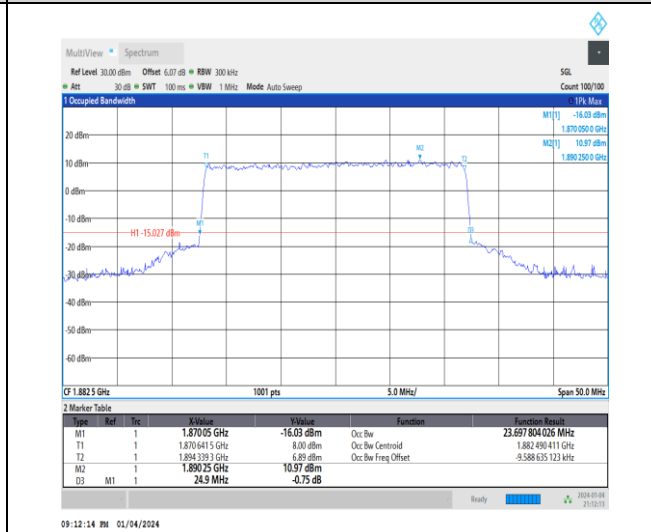 MultiView Spectrum
Ref Level 30.00 dBm Offset 6.07 dB RBW 300 kHz SGL
Att 30 dB SWT 100 ms VBW 1 MHz Mode Auto Sweep Count 100/100
1 Occupied Bandwidth 1Pk Max
M1[1] -16.03 dBm
1.870 050 0 GHz
M2[1] 10.97 dBm
1.890 250 0 GHz
20 dBm
10 dBm
0 dBm
-10 dBm
-30 dBm
-40 dBm
-50 dBm
-60 dBm
T1
M2
T2
M1
D3
H1 -15.027 dBm
CF 1.882 5 GHz 1001 pts 5.0 MHz/ Span 50.0 MHz
2 Marker Table
Type Ref Trc X-Value Y-Value Function Function Result
M1 1 1.870 05 GHz -16.03 dBm Occ Bw 23.697 804 026 MHz
T1 1 1.870 641 5 GHz 8.00 dBm Occ Bw Centroid 1.882 490 411 GHz
T2 1 1.894 339 3 GHz 6.89 dBm Occ Bw Freq Offset -9.588 635 123 kHz
M2 1 1.890 25 GHz 10.97 dBm
D3 M1 1 24.9 MHz -0.75 dB
Ready 2024-01-04
21:12:13
09:12:14 PM 01/04/2024